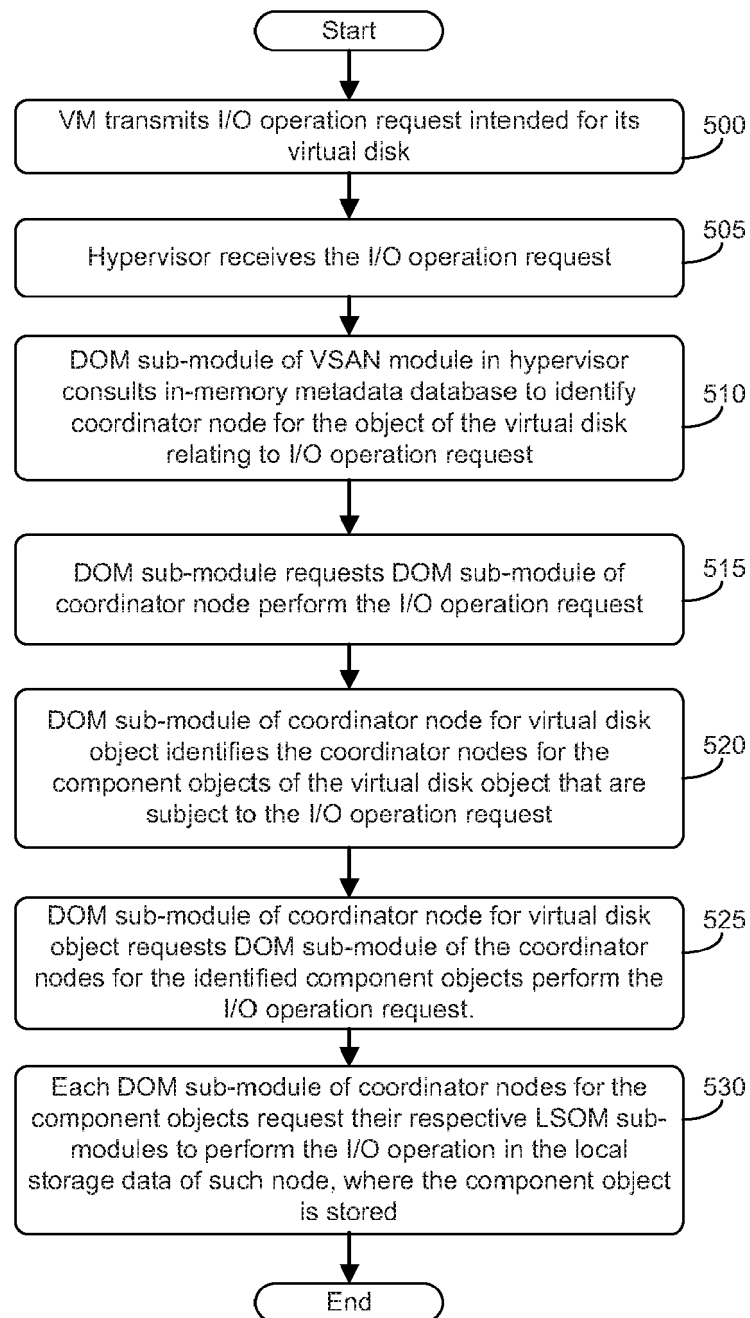 Start
VM transmits I/O operation request intended for its
virtual disk
500
505
Hypervisor receives the I/O operation request
DOM sub-module of VSAN module in hypervisor
consults in-memory metadata database to identify
coordinator node for the object of the virtual disk
relating to I/O operation request
510
DOM sub-module requests DOM sub-module of
coordinator node perform the I/O operation request
515
DOM sub-module of coordinator node for virtual disk
object identifies the coordinator nodes for the
component objects of the virtual disk object that are
subject to the I/O operation request
520
DOM sub-module of coordinator node for virtual disk
object requests DOM sub-module of the coordinator
nodes for the identified component objects perform the
I/O operation request.
525
Each DOM sub-module of coordinator nodes for the
component objects request their respective LSOM sub-
modules to perform the I/O operation in the local
storage data of such node, where the component object
is stored
530
End